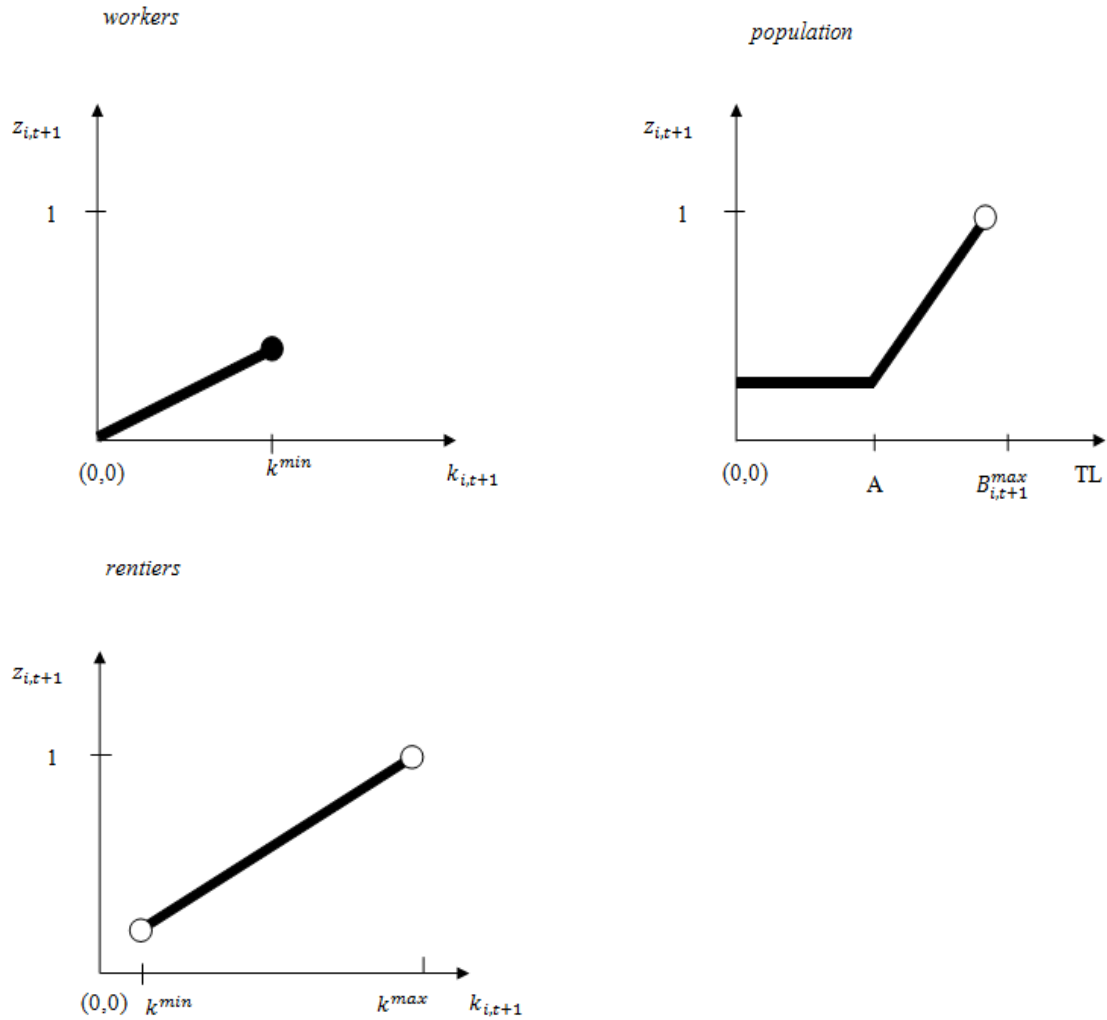 workers
z_{i,t+1}
1
(0,0)
k^{min}
k_{i,t+1}
population
z_{i,t+1}
1
(0,0)
A
B^{max}_{i,t+1}
TL
rentiers
z_{i,t+1}
1
(0,0)
k^{min}
k^{max}
k_{i,t+1}